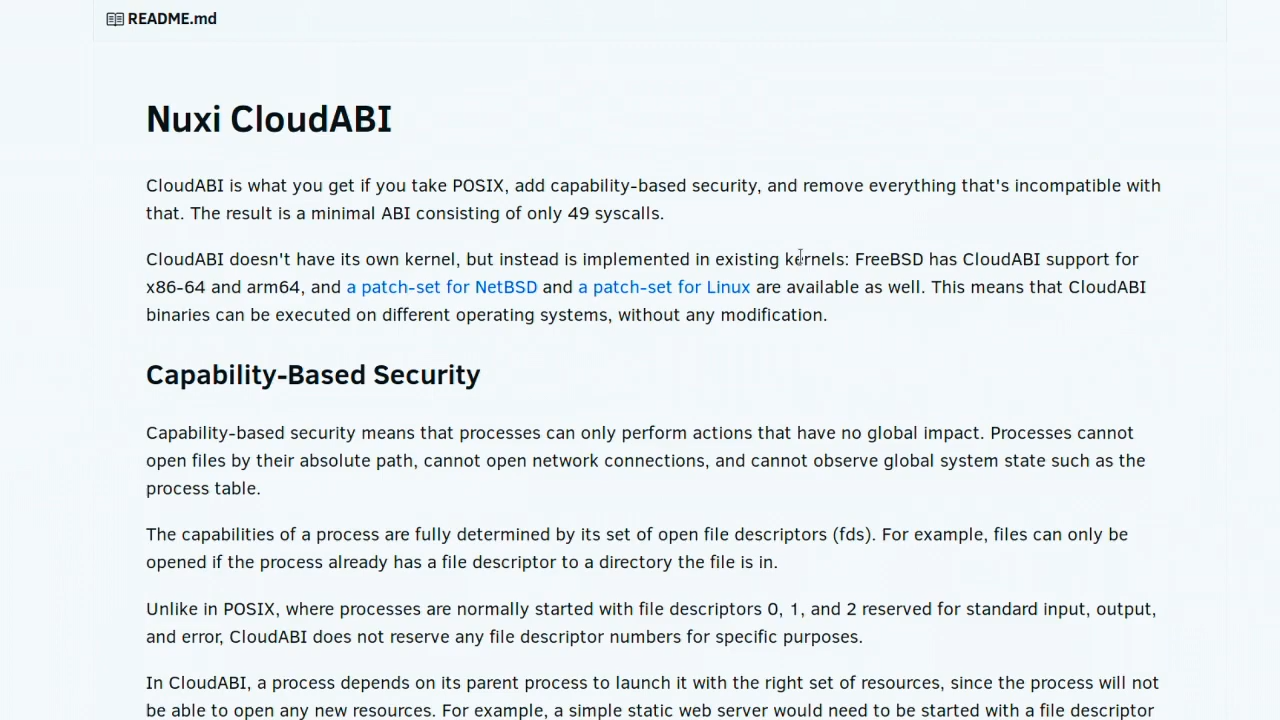 README.md
Nuxi CloudABI
CloudABI is what you get if you take POSIX, add capability-based security, and remove everything that's incompatible with
that. The result is a minimal ABI consisting of only 49 syscalls.
CloudABI doesn't have its own kernel, but instead is implemented in existing kernels: FreeBSD has CloudABI support for
x86-64 and arm64, and a patch-set for NetBSD and a patch-set for Linux are available as well. This means that CloudABI
binaries can be executed on different operating systems, without any modification.
Capability-Based Security
Capability-based security means that processes can only perform actions that have no global impact. Processes cannot
open files by their absolute path, cannot open network connections, and cannot observe global system state such as the
process table.
The capabilities of a process are fully determined by its set of open file descriptors (fds). For example, files can only be
opened if the process already has a file descriptor to a directory the file is in.
Unlike in POSIX, where processes are normally started with file descriptors 0, 1, and 2 reserved for standard input, output,
and error, CloudABI does not reserve any file descriptor numbers for specific purposes.
In CloudABI, a process depends on its parent process to launch it with the right set of resources, since the process will not
be able to open any new resources. For example, a simple static web server would need to be started with a file descriptor